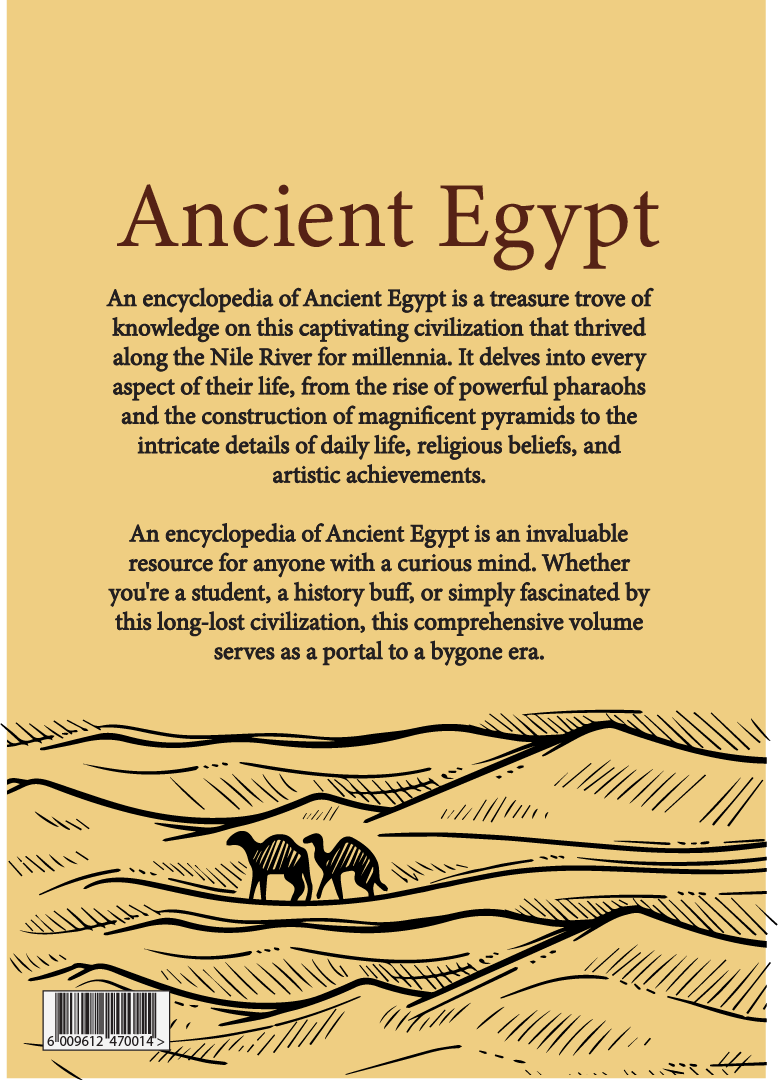 Ancient Egypt
An encyclopedia of Ancient Egypt is a treasure trove of
knowledge on this captivating civilization that thrived
along the Nile River for millennia. It delves into every
aspect of their life, from the rise of powerful pharaohs
and the construction of magnificent pyramids to the
intricate details of daily life, religious beliefs, and
artistic achievements.
An encyclopedia of Ancient Egypt is an invaluable
resource for anyone with a curious mind. Whether
you're a student, a history buff, or simply fascinated by
this long-lost civilization, this comprehensive volume
serves as a portal to a bygone era.
6 009612 470014 >